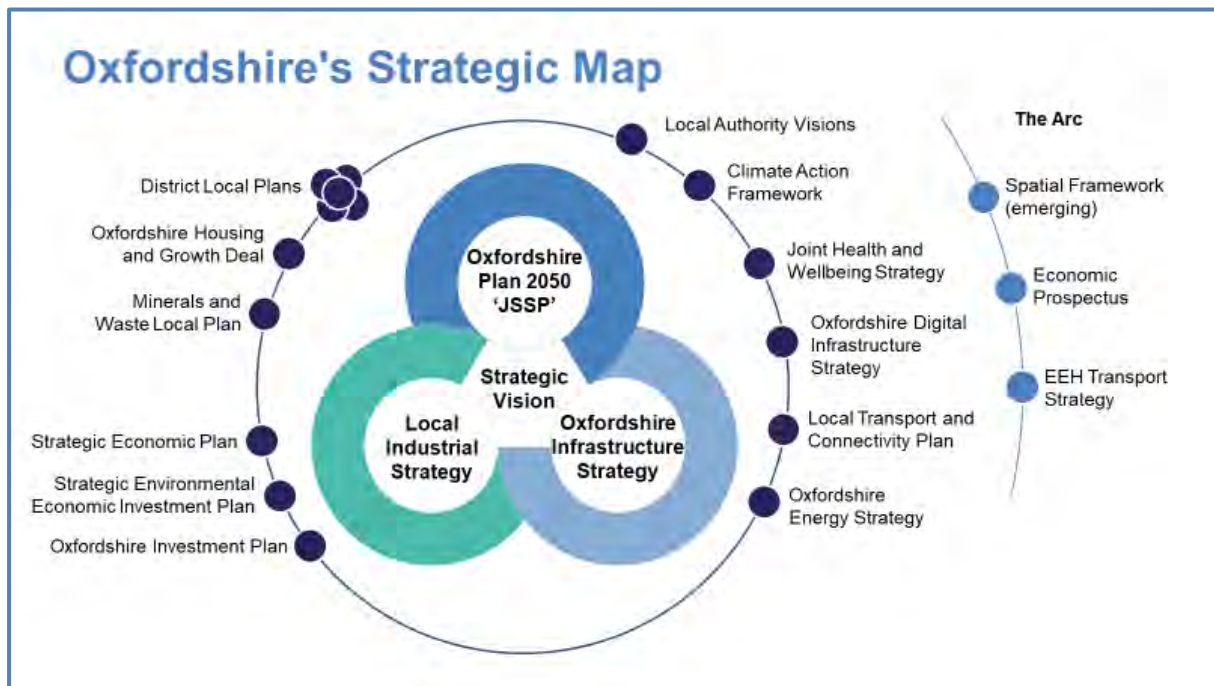 Oxfordshire's Strategic Map
District Local Plans
Oxfordshire Housing
and Growth Deal
Minerals and
Waste Local Plan
Strategic Economic Plan
Strategic Environmental
Economic Investment Plan
Oxfordshire Investment Plan
Oxfordshire
Plan 2050
‘JSSP’
Strategic
Vision
Local
Industrial
Strategy
Oxfordshire
Infrastructure
Strategy
Local Authority Visions
Climate Action
Framework
Joint Health and
Wellbeing Strategy
Oxfordshire Digital
Infrastructure
Strategy
Local Transport and
Connectivity Plan
Oxfordshire
Energy Strategy
The Arc
Spatial Framework
(emerging)
Economic
Prospectus
EEH Transport
Strategy